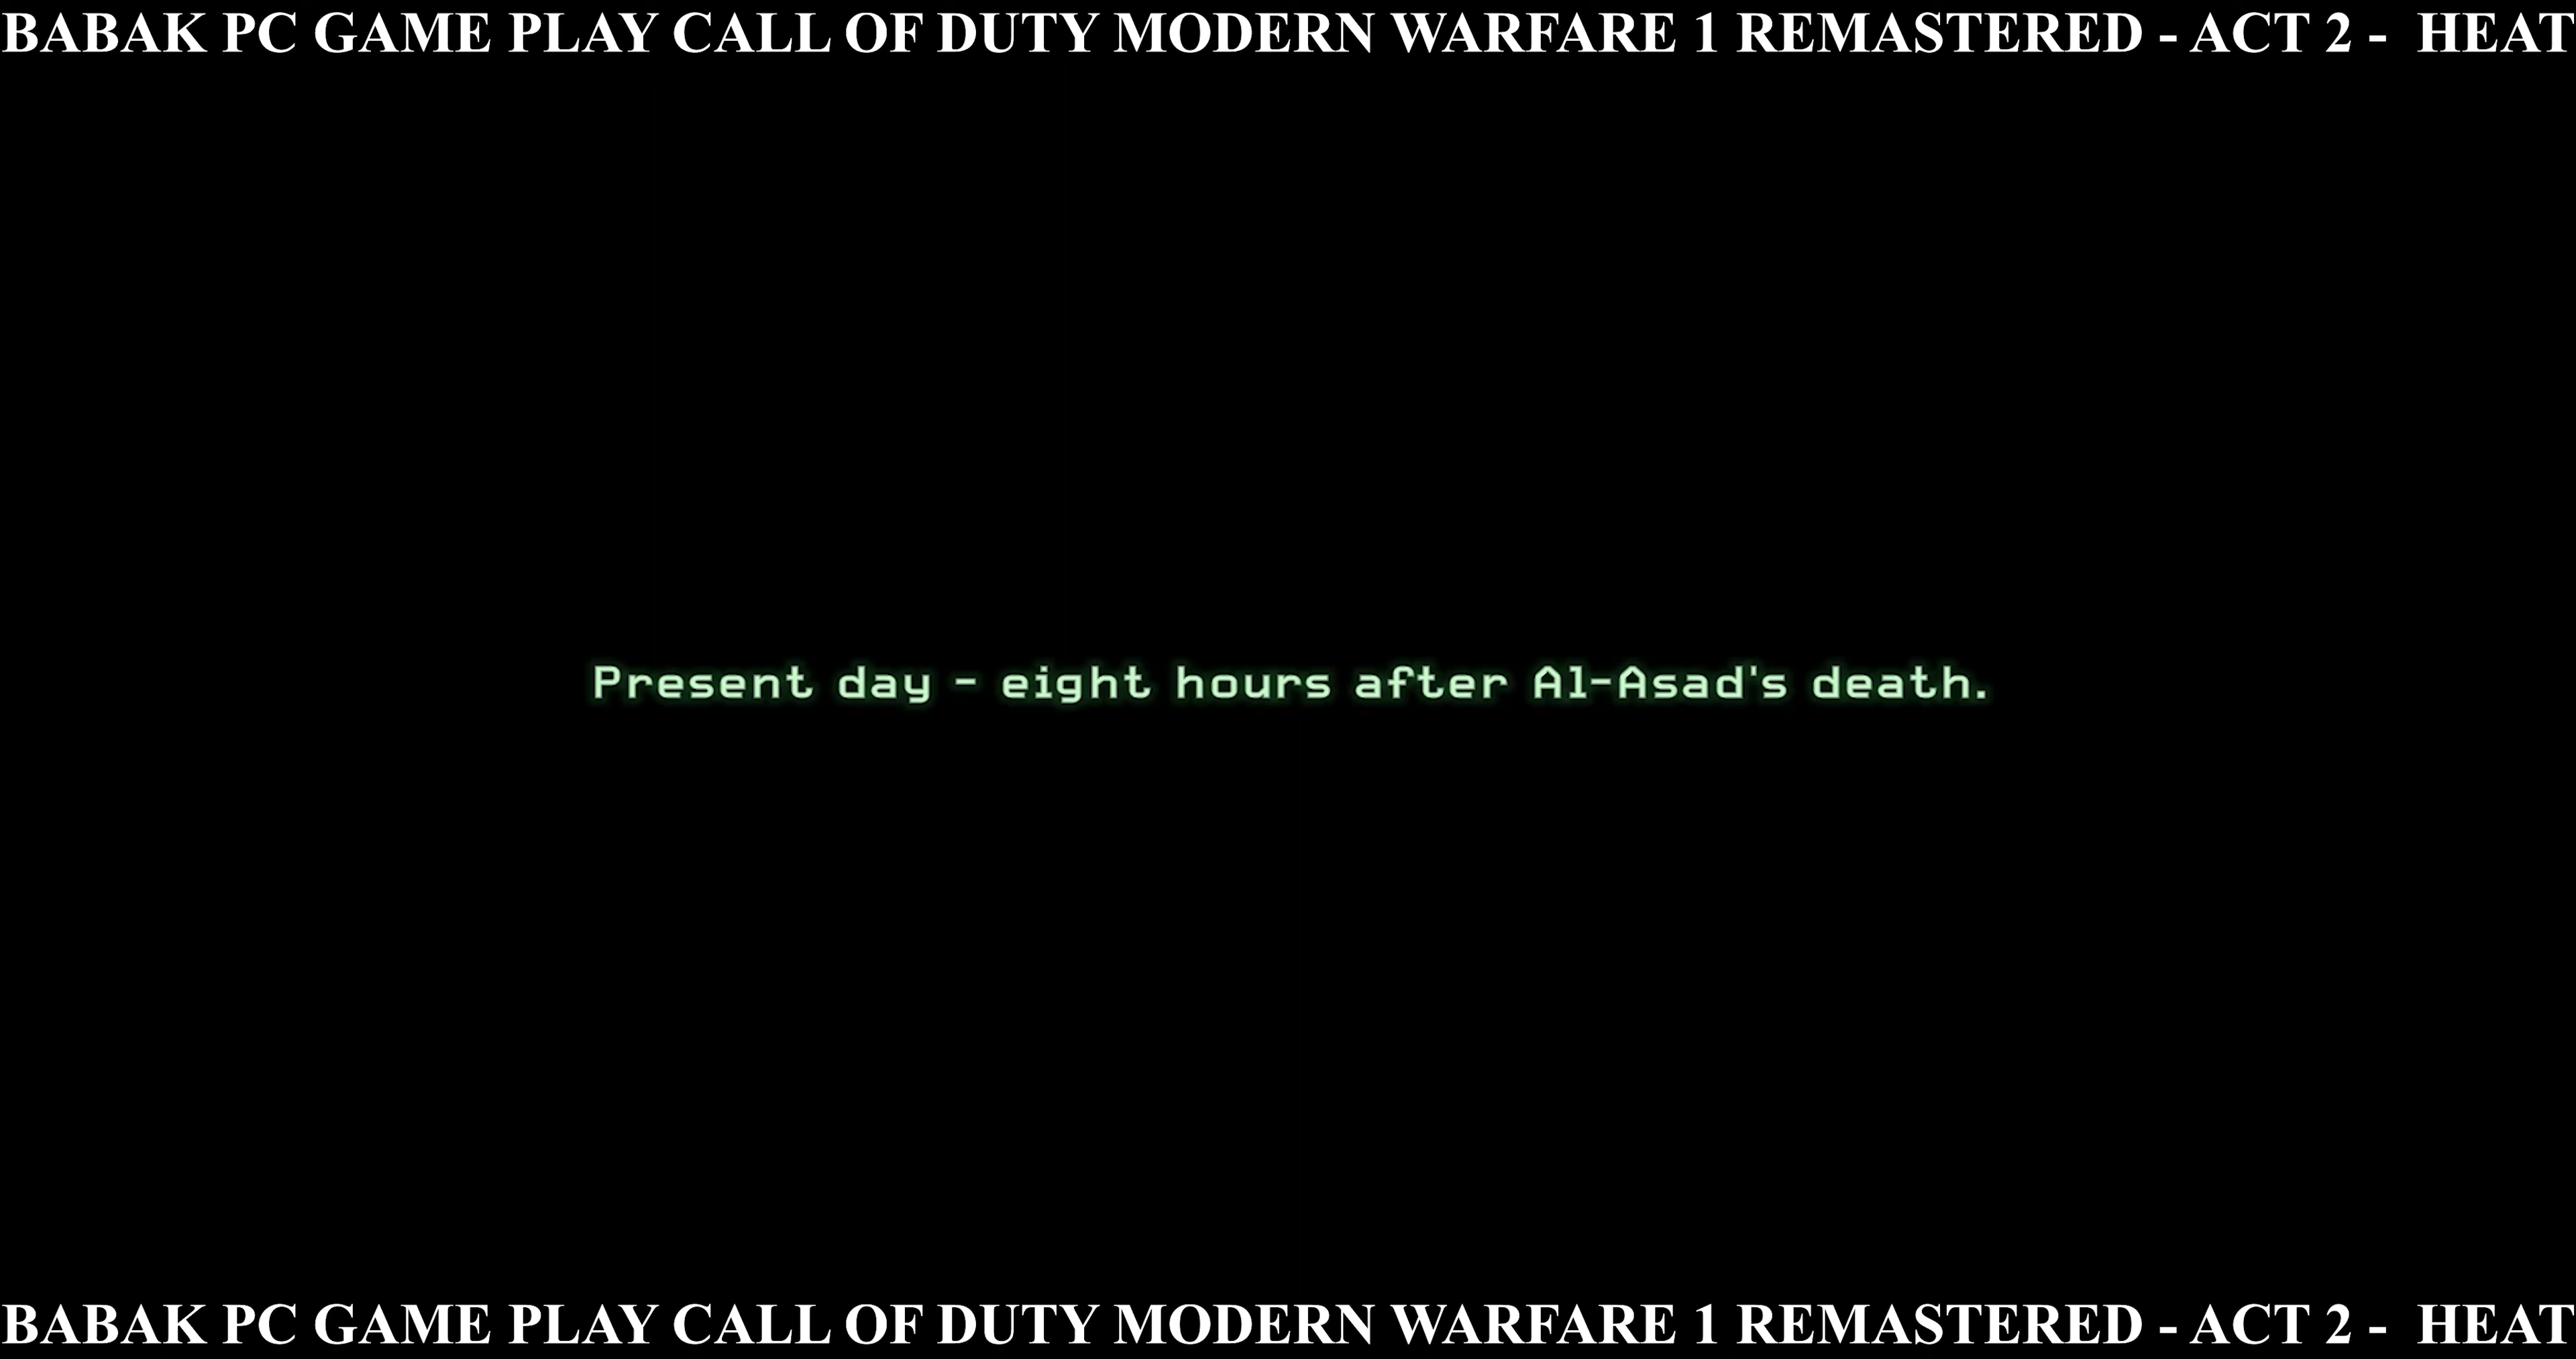 BABAK PC GAME PLAY CALL OF DUTY MODERN WARFARE 1 REMASTERED - ACT 2 -  HEAT
Present day - eight hours after Al-Asad's death.
BABAK PC GAME PLAY CALL OF DUTY MODERN WARFARE 1 REMASTERED - ACT 2 -  HEAT